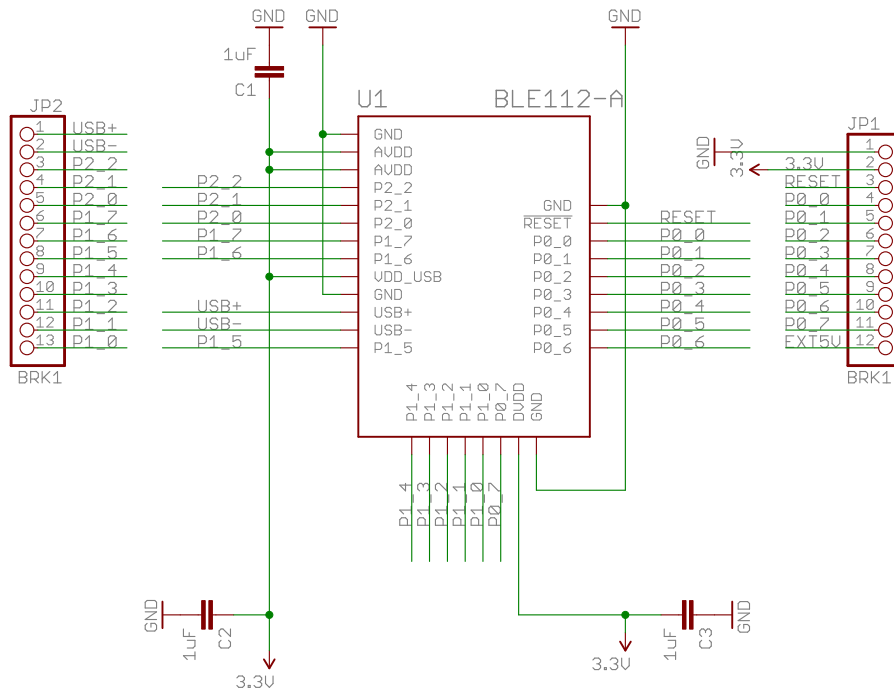 GND
GND
GND
1uF
C1
U1
BLE112-A
JP2
1 USB+
2 USB-
3 P2_2
4 P2_1
5 P2_0
6 P1_7
7 P1_6
8 P1_5
9 P1_4
10 P1_3
11 P1_2
12 P1_1
13 P1_0
BRK1
P2_2
P2_1
P2_0
P1_7
P1_6
USB+
USB-
P1_5
GND
AVDD
AVDD
P2_2
P2_1
P2_0
P1_7
P1_6
VDD_USB
GND
USB+
USB-
P1_5
GND
RESET
P0_0
P0_1
P0_2
P0_3
P0_4
P0_5
P0_6
P1_4
P1_3
P1_2
P1_1
P1_0
P0_7
DVDD
GND
P1_4
P1_3
P1_2
P1_1
P1_0
P0_7
RESET
P0_0
P0_1
P0_2
P0_3
P0_4
P0_5
P0_6
JP1
GND
3.3V
1
3.3V 2
RESET 3
P0_0 4
P0_1 5
P0_2 6
P0_3 7
P0_4 8
P0_5 9
P0_6 10
P0_7 11
EXT5V 12
BRK1
GND
1uF
C2
3.3V
3.3V
1uF
C3
GND